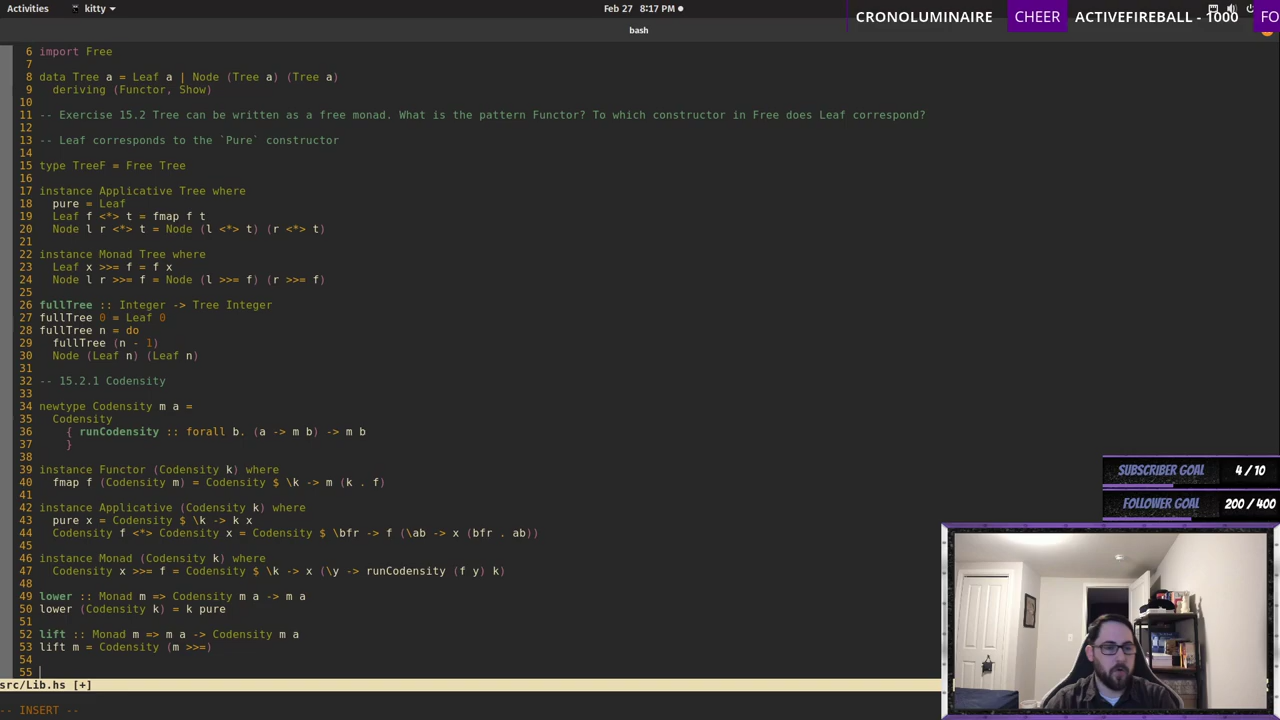 Activities
kitty
Feb 27 8:17 PM
CRONOLUMINAIRE CHEER ACTIVEFIREBALL - 1000 FO
bash
6 import Free
7
8 data Tree a = Leaf a | Node (Tree a) (Tree a)
9 deriving (Functor, Show)
10
11 -- Exercise 15.2 Tree can be written as a free monad. What is the pattern Functor? To which constructor in Free does Leaf correspond?
12
13 -- Leaf corresponds to the `Pure` constructor
14
15 type TreeF = Free Tree
16
17 instance Applicative Tree where
18 pure = Leaf
19 Leaf f <*> t = fmap f t
20 Node l r <*> t = Node (l <*> t) (r <*> t)
21
22 instance Monad Tree where
23 Leaf x >>= f = f x
24 Node l r >>= f = Node (l >>= f) (r >>= f)
25
26 fullTree :: Integer -> Tree Integer
27 fullTree 0 = Leaf 0
28 fullTree n = do
29 fullTree (n - 1)
30 Node (Leaf n) (Leaf n)
31
32 -- 15.2.1 Codensity
33
34 newtype Codensity m a =
35 Codensity
36 { runCodensity :: forall b. (a -> m b) -> m b
37 }
38
39 instance Functor (Codensity k) where
40 fmap f (Codensity m) = Codensity $ \k -> m (k . f)
41
42 instance Applicative (Codensity k) where
43 pure x = Codensity $ \k -> k x
44 Codensity f <*> Codensity x = Codensity $ \bfr -> f (\ab -> x (bfr . ab))
45
46 instance Monad (Codensity k) where
47 Codensity x >>= f = Codensity $ \k -> x (\y -> runCodensity (f y) k)
48
49 lower :: Monad m => Codensity m a -> m a
50 lower (Codensity k) = k pure
51
52 lift :: Monad m => m a -> Codensity m a
53 lift m = Codensity (m >>=)
54
55
src/Lib.hs [+]
-- INSERT --
SUBSCRIBER GOAL 4 / 10
FOLLOWER GOAL 200 / 400